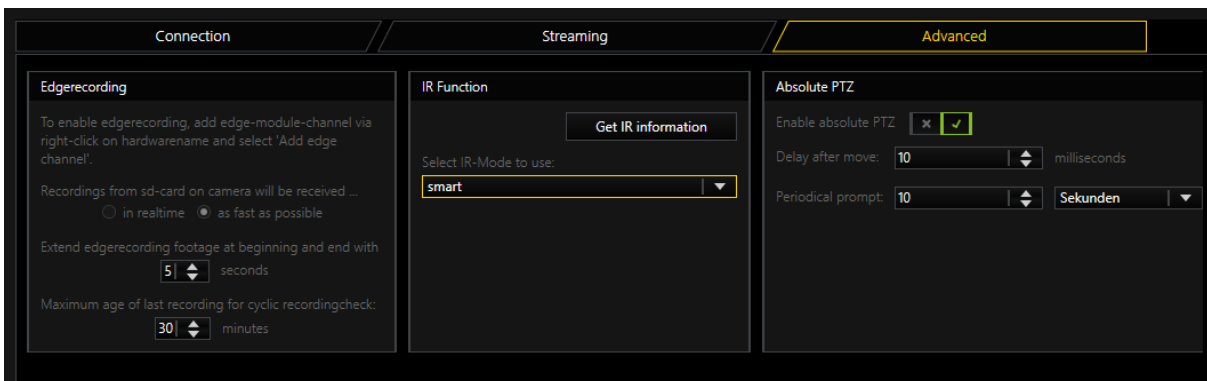 Connection
Streaming
Advanced
Edgerecording
To enable edgerecording, add edge-module-channel via
right-click on hardwarename and select 'Add edge
channel'.
Recordings from sd-card on camera will be received ...
in realtime as fast as possible
Extend edgerecording footage at beginning and end with
5 seconds
Maximum age of last recording for cyclic recordingcheck:
30 minutes
IR Function
Get IR information
Select IR-Mode to use:
smart
Absolute PTZ
Enable absolute PTZ
Delay after move: 10 milliseconds
Periodical prompt: 10 Sekunden